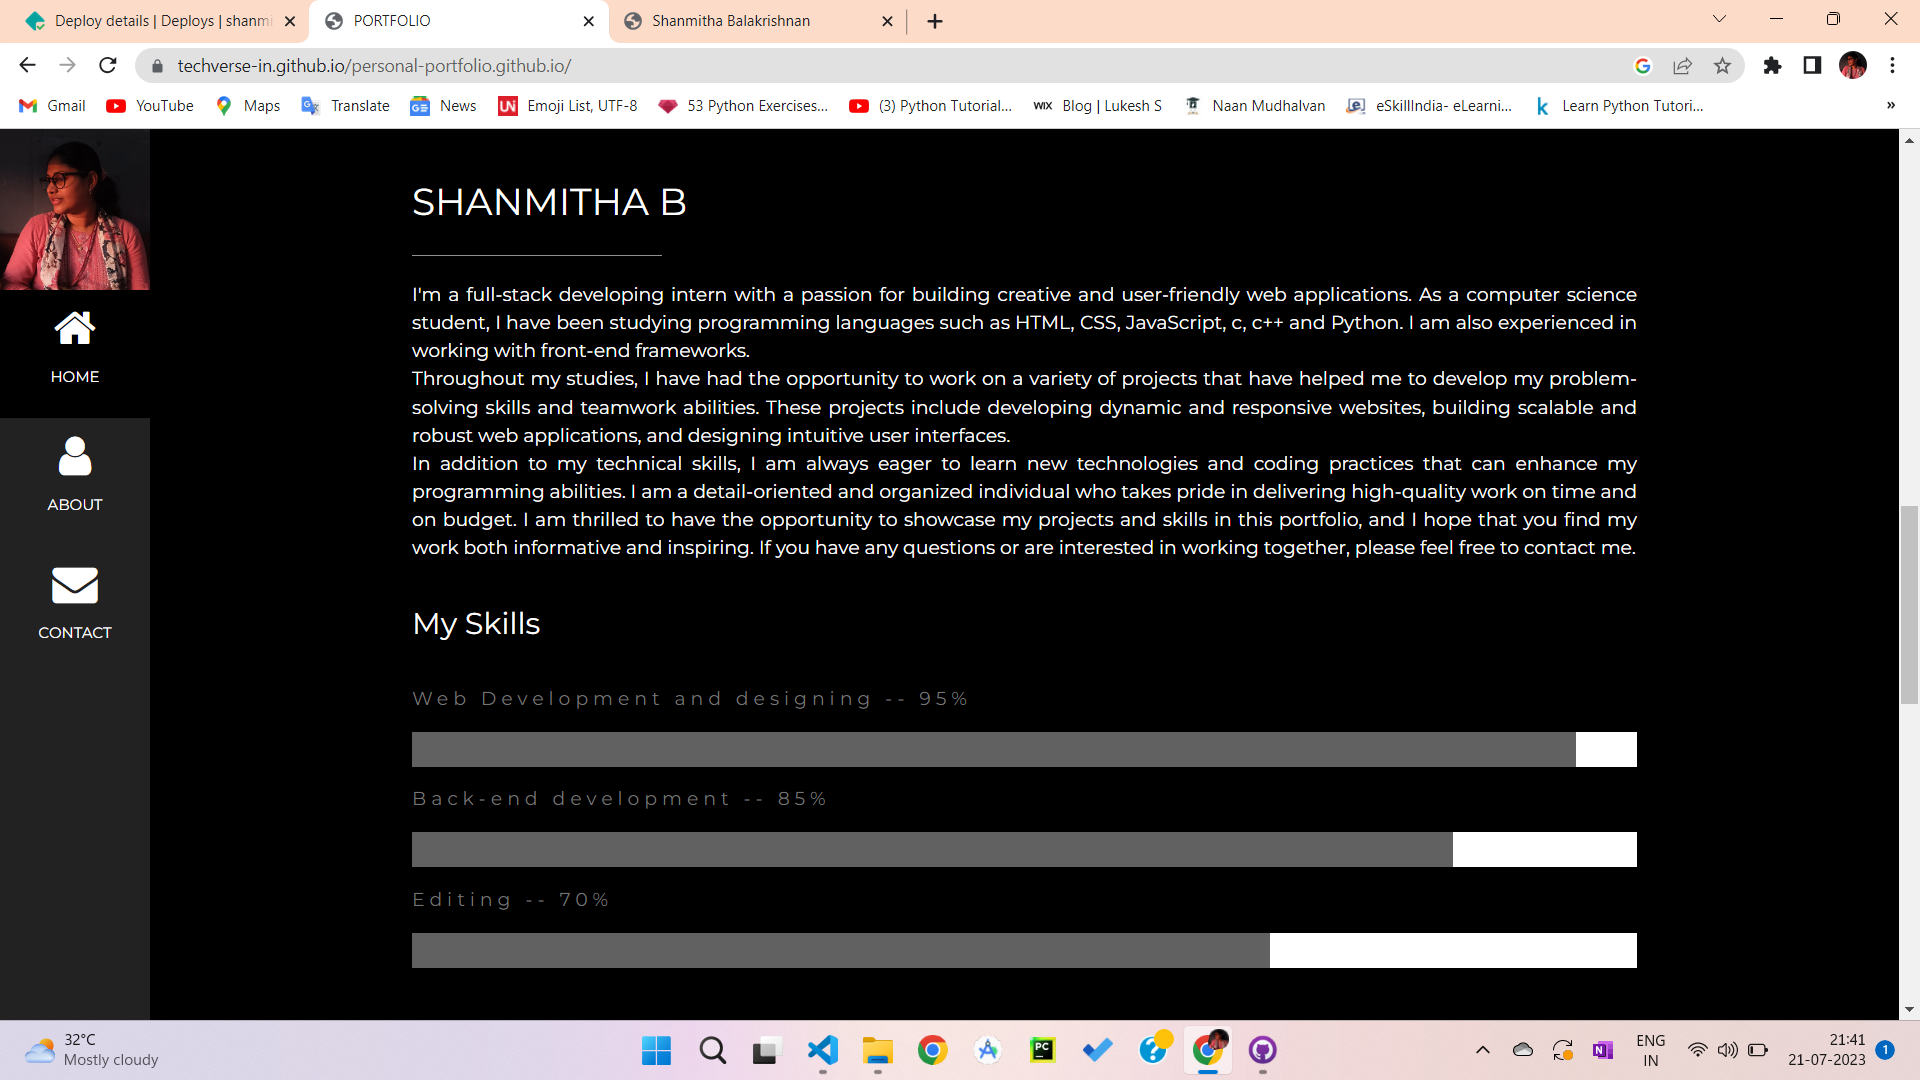 Deploy details | Deploys | shanmi
PORTFOLIO
Shanmitha Balakrishnan
techverse-in.github.io/personal-portfolio.github.io/
Gmail
YouTube
Maps
Translate
News
UN
Emoji List, UTF-8
53 Python Exercises...
(3) Python Tutorial...
WIX
Blog | Lukesh S
Naan Mudhalvan
eSkillIndia- eLearni...
k
Learn Python Tutori...
»
HOME
ABOUT
CONTACT
SHANMITHA B
I'm a full-stack developing intern with a passion for building creative and user-friendly web applications. As a computer science
student, I have been studying programming languages such as HTML, CSS, JavaScript, c, c++ and Python. I am also experienced in
working with front-end frameworks.
Throughout my studies, I have had the opportunity to work on a variety of projects that have helped me to develop my problem-
solving skills and teamwork abilities. These projects include developing dynamic and responsive websites, building scalable and
robust web applications, and designing intuitive user interfaces.
In addition to my technical skills, I am always eager to learn new technologies and coding practices that can enhance my
programming abilities. I am a detail-oriented and organized individual who takes pride in delivering high-quality work on time and
on budget. I am thrilled to have the opportunity to showcase my projects and skills in this portfolio, and I hope that you find my
work both informative and inspiring. If you have any questions or are interested in working together, please feel free to contact me.
My Skills
Web Development and designing -- 95%
Back-end development -- 85%
Editing -- 70%
32°C
Mostly cloudy
PC
N
ENG
IN
21:41
21-07-2023
1